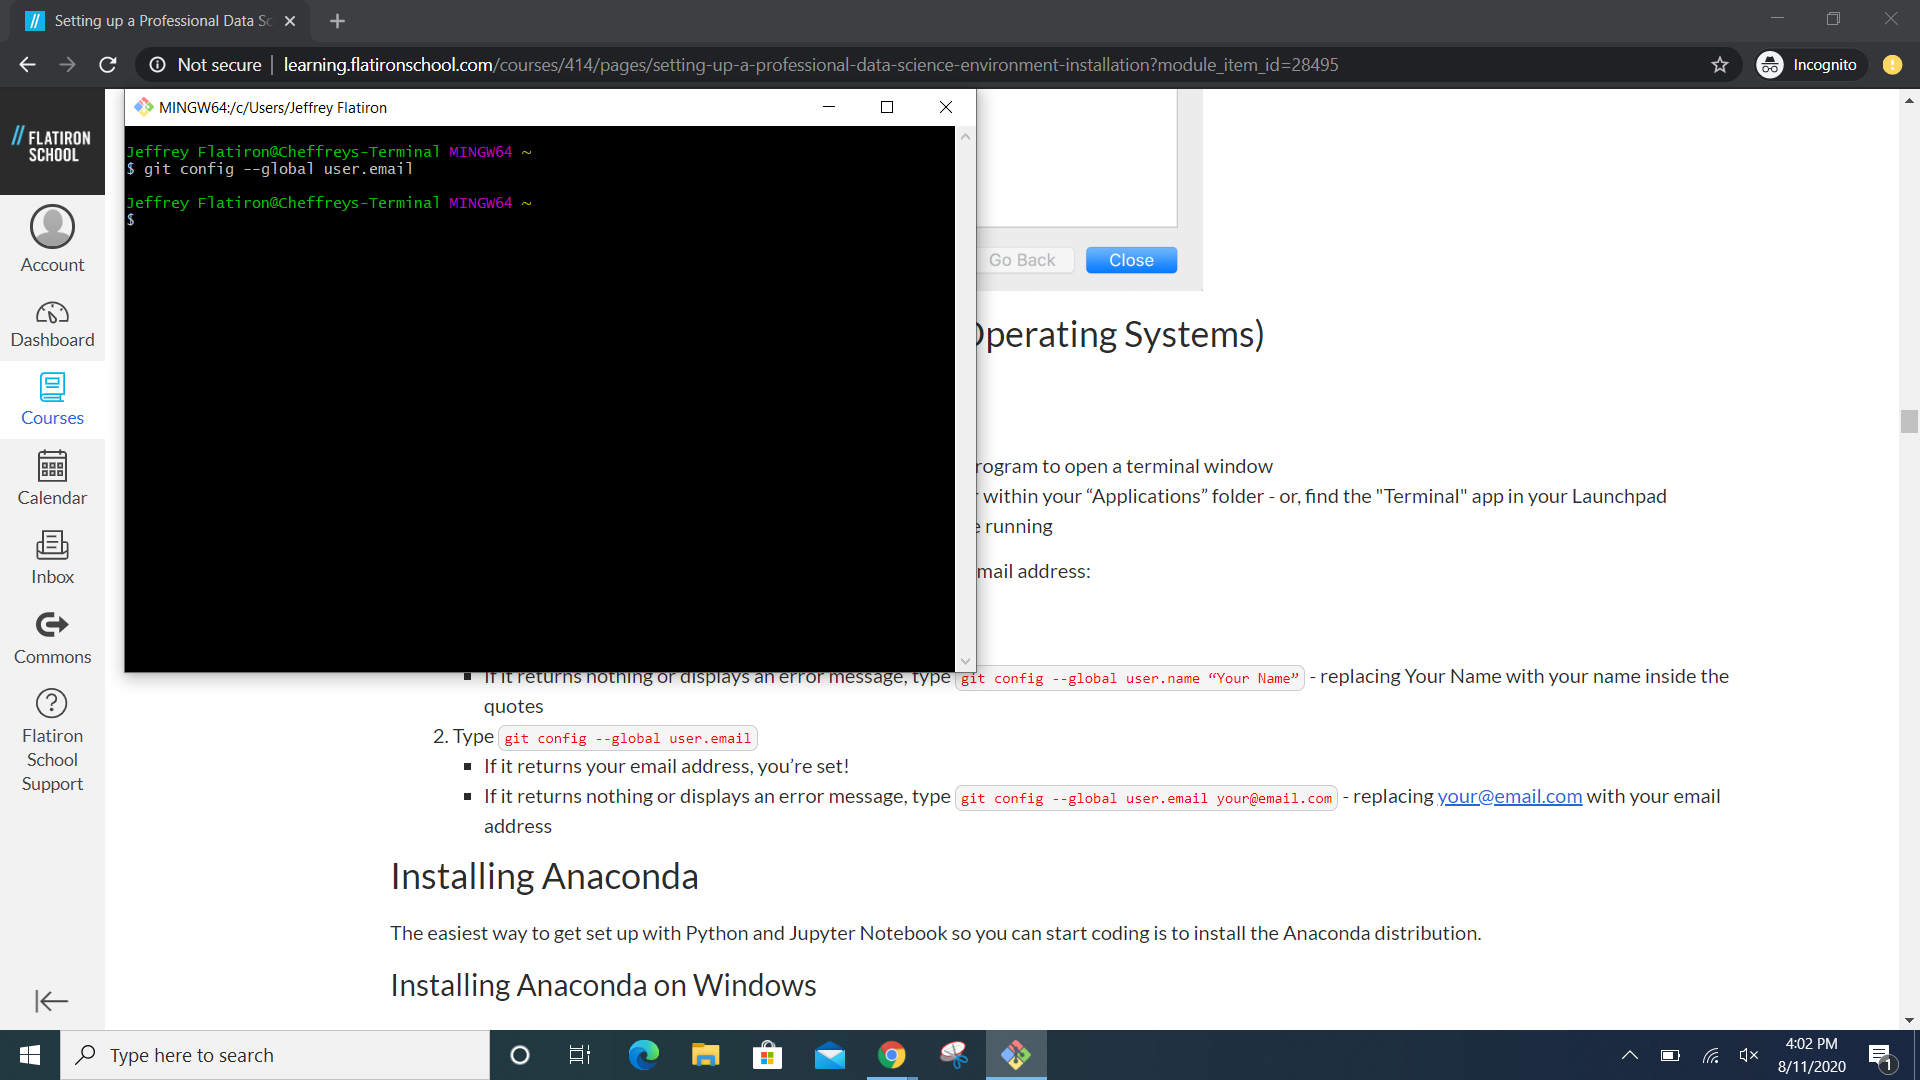 Setting up a Professional Data Sc
Not secure | learning.flatironschool.com/courses/414/pages/setting-up-a-professional-data-science-environment-installation?module_item_id=28495
Incognito
// FLATIRON
SCHOOL
Account
Dashboard
Courses
Calendar
Inbox
Commons
Flatiron
School
Support
MINGW64:/c/Users/Jeffrey Flatiron
Jeffrey Flatiron@Cheffreys-Terminal MINGW64 ~
$ git config --global user.email
Jeffrey Flatiron@Cheffreys-Terminal MINGW64 ~
$
Go Back
Close
Operating Systems)
rogram to open a terminal window
within your “Applications” folder - or, find the "Terminal" app in your Launchpad
e running
mail address:
If it returns nothing or displays an error message, type git config --global user.name “Your Name” - replacing Your Name with your name inside the
quotes
2. Type git config --global user.email
If it returns your email address, you’re set!
If it returns nothing or displays an error message, type git config --global user.email your@email.com - replacing your@email.com with your email
address
Installing Anaconda
The easiest way to get set up with Python and Jupyter Notebook so you can start coding is to install the Anaconda distribution.
Installing Anaconda on Windows
Type here to search
4:02 PM
8/11/2020
1